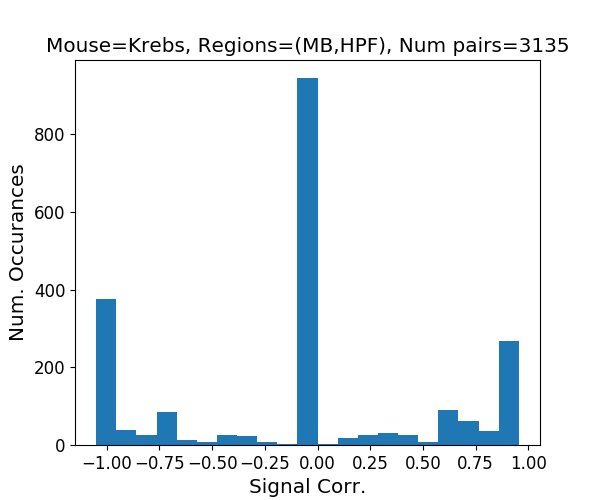 Mouse=Krebs, Regions=(MB,HPF), Num pairs=3135
Num. Occurances
800
600
400
200
0
−1.00 −0.75 −0.50 −0.25 0.00 0.25 0.50 0.75 1.00
Signal Corr.